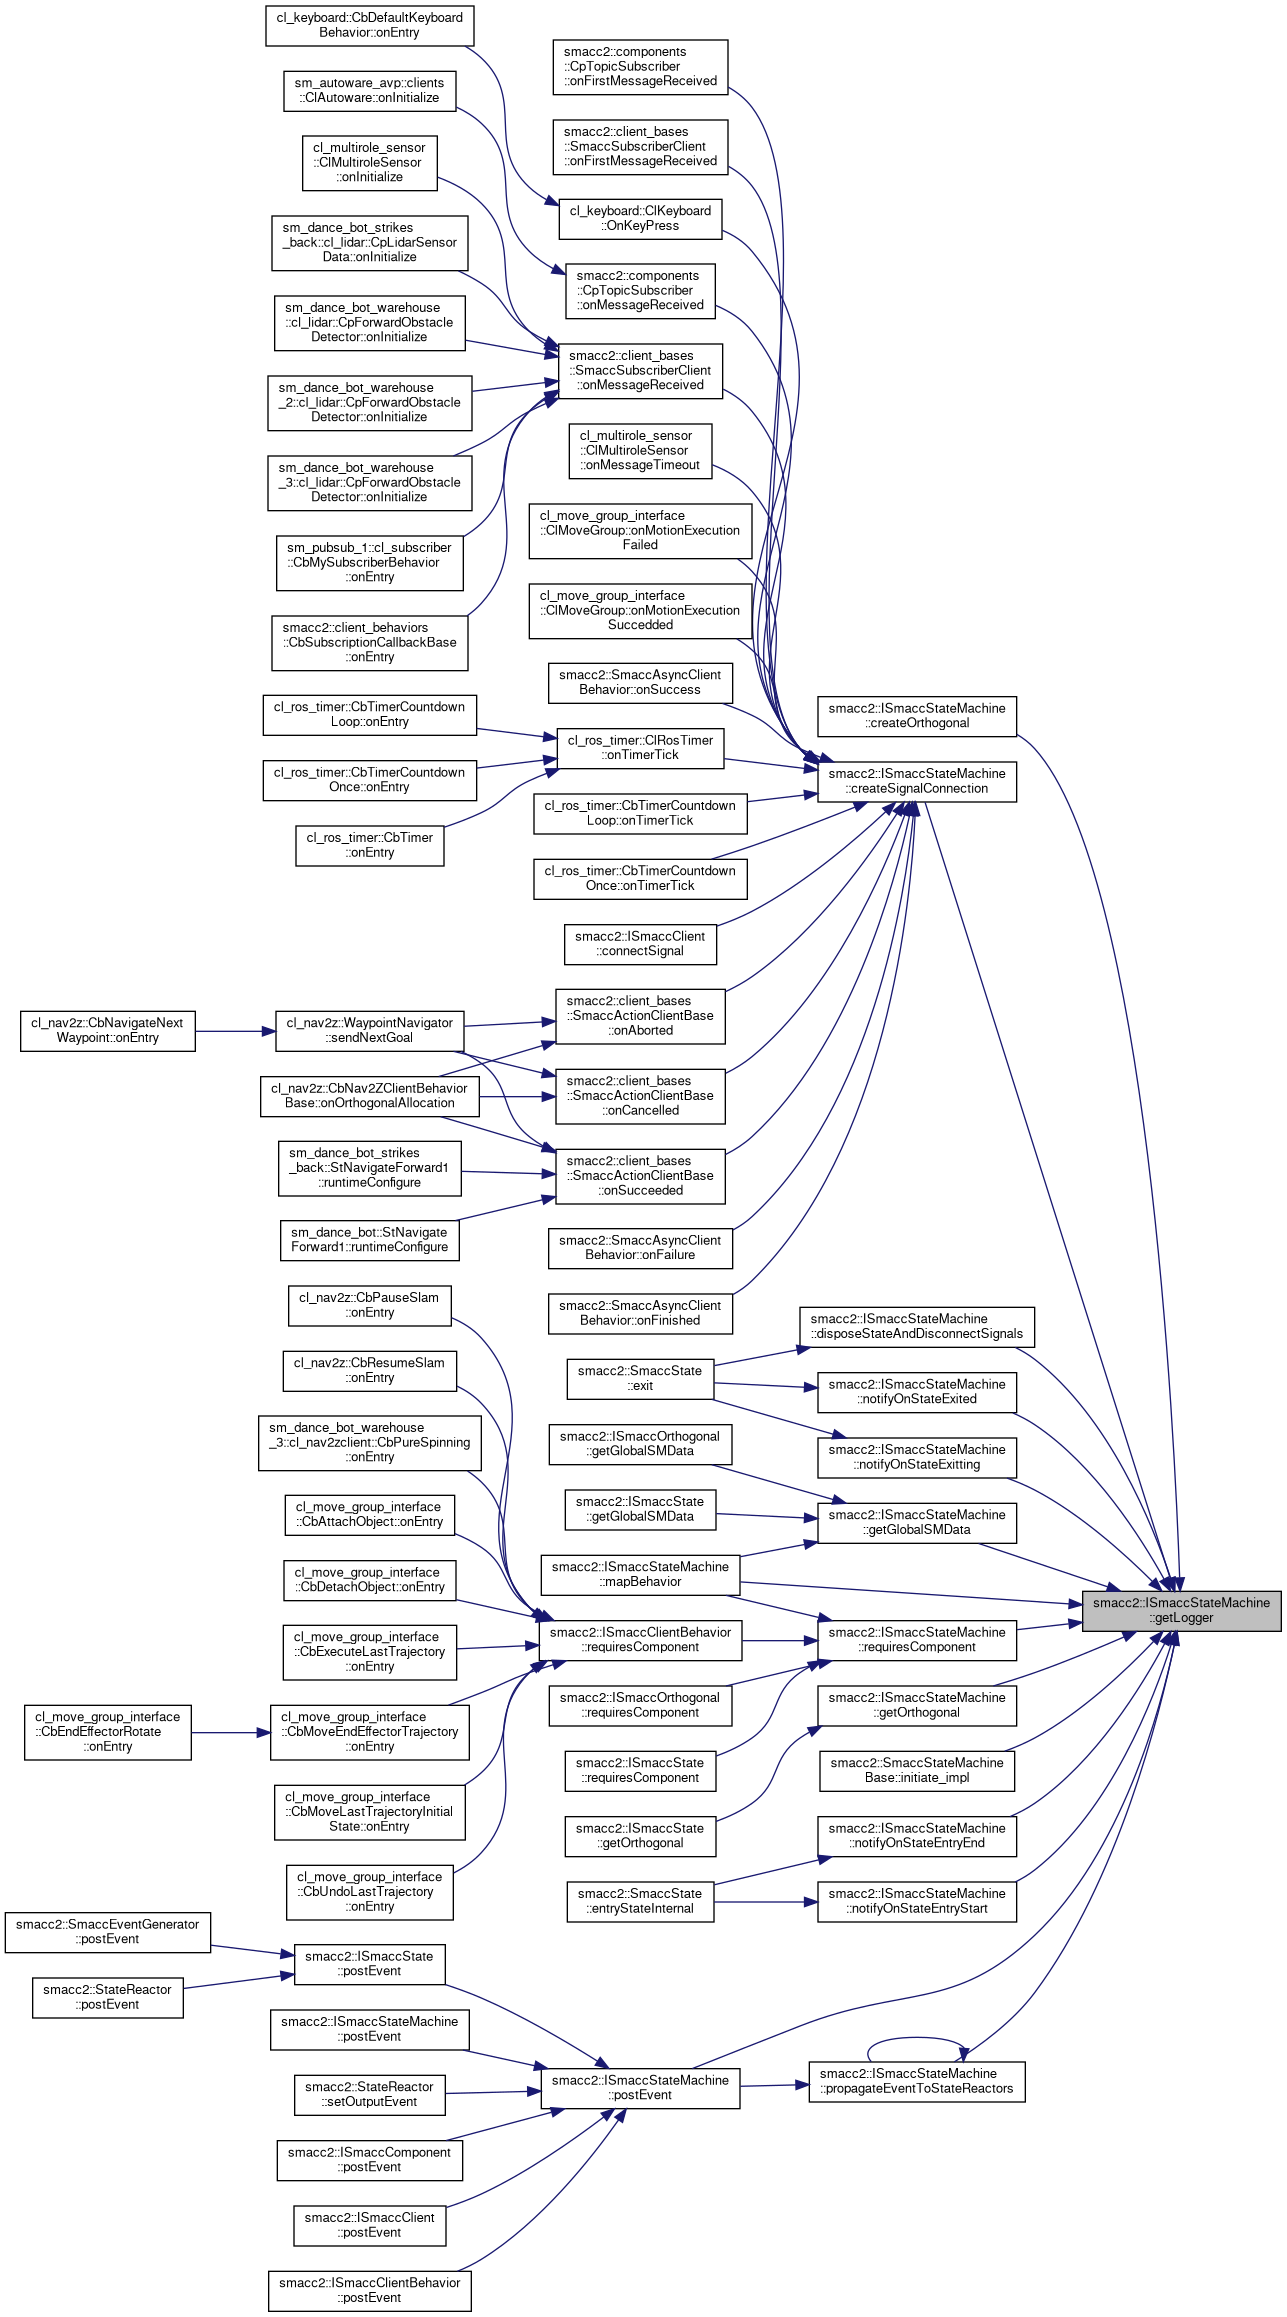 cl_keyboard::CbDefaultKeyboard
Behavior::onEntry
sm_autoware_avp::clients
::ClAutoware::onInitialize
cl_multirole_sensor
::ClMultiroleSensor
::onInitialize
sm_dance_bot_strikes
_back::cl_lidar::CpLidarSensor
Data::onInitialize
sm_dance_bot_warehouse
::cl_lidar::CpForwardObstacle
Detector::onInitialize
sm_dance_bot_warehouse
_2::cl_lidar::CpForwardObstacle
Detector::onInitialize
sm_dance_bot_warehouse
_3::cl_lidar::CpForwardObstacle
Detector::onInitialize
sm_pubsub_1::cl_subscriber
::CbMySubscriberBehavior
::onEntry
smacc2::client_behaviors
::CbSubscriptionCallbackBase
::onEntry
cl_ros_timer::CbTimerCountdown
Loop::onEntry
cl_ros_timer::CbTimerCountdown
Once::onEntry
cl_ros_timer::CbTimer
::onEntry
smacc2::components
::CpTopicSubscriber
::onFirstMessageReceived
smacc2::client_bases
::SmaccSubscriberClient
::onFirstMessageReceived
cl_keyboard::ClKeyboard
::OnKeyPress
smacc2::components
::CpTopicSubscriber
::onMessageReceived
smacc2::client_bases
::SmaccSubscriberClient
::onMessageReceived
cl_multirole_sensor
::ClMultiroleSensor
::onMessageTimeout
cl_move_group_interface
::ClMoveGroup::onMotionExecution
Failed
cl_move_group_interface
::ClMoveGroup::onMotionExecution
Succedded
smacc2::SmaccAsyncClient
Behavior::onSuccess
cl_ros_timer::ClRosTimer
::onTimerTick
cl_ros_timer::CbTimerCountdown
Loop::onTimerTick
cl_ros_timer::CbTimerCountdown
Once::onTimerTick
smacc2::ISmaccClient
::connectSignal
smacc2::ISmaccStateMachine
::createOrthogonal
smacc2::ISmaccStateMachine
::createSignalConnection
cl_nav2z::CbNavigateNext
Waypoint::onEntry
cl_nav2z::WaypointNavigator
::sendNextGoal
cl_nav2z::CbNav2ZClientBehavior
Base::onOrthogonalAllocation
sm_dance_bot_strikes
_back::StNavigateForward1
::runtimeConfigure
sm_dance_bot::StNavigate
Forward1::runtimeConfigure
smacc2::client_bases
::SmaccActionClientBase
::onAborted
smacc2::client_bases
::SmaccActionClientBase
::onCancelled
smacc2::client_bases
::SmaccActionClientBase
::onSucceeded
smacc2::SmaccAsyncClient
Behavior::onFailure
smacc2::SmaccAsyncClient
Behavior::onFinished
cl_nav2z::CbPauseSlam
::onEntry
cl_nav2z::CbResumeSlam
::onEntry
sm_dance_bot_warehouse
_3::cl_nav2zclient::CbPureSpinning
::onEntry
cl_move_group_interface
::CbAttachObject::onEntry
cl_move_group_interface
::CbDetachObject::onEntry
cl_move_group_interface
::CbExecuteLastTrajectory
::onEntry
cl_move_group_interface
::CbEndEffectorRotate
::onEntry
cl_move_group_interface
::CbMoveEndEffectorTrajectory
::onEntry
cl_move_group_interface
::CbMoveLastTrajectoryInitial
State::onEntry
cl_move_group_interface
::CbUndoLastTrajectory
::onEntry
smacc2::SmaccState
::exit
smacc2::ISmaccOrthogonal
::getGlobalSMData
smacc2::ISmaccState
::getGlobalSMData
smacc2::ISmaccStateMachine
::mapBehavior
smacc2::ISmaccClientBehavior
::requiresComponent
smacc2::ISmaccOrthogonal
::requiresComponent
smacc2::ISmaccState
::requiresComponent
smacc2::ISmaccState
::getOrthogonal
smacc2::SmaccState
::entryStateInternal
smacc2::ISmaccStateMachine
::disposeStateAndDisconnectSignals
smacc2::ISmaccStateMachine
::notifyOnStateExited
smacc2::ISmaccStateMachine
::notifyOnStateExitting
smacc2::ISmaccStateMachine
::getGlobalSMData
smacc2::ISmaccStateMachine
::requiresComponent
smacc2::ISmaccStateMachine
::getOrthogonal
smacc2::SmaccStateMachine
Base::initiate_impl
smacc2::ISmaccStateMachine
::notifyOnStateEntryEnd
smacc2::ISmaccStateMachine
::notifyOnStateEntryStart
smacc2::ISmaccStateMachine
::getLogger
smacc2::SmaccEventGenerator
::postEvent
smacc2::StateReactor
::postEvent
smacc2::ISmaccState
::postEvent
smacc2::ISmaccStateMachine
::postEvent
smacc2::StateReactor
::setOutputEvent
smacc2::ISmaccComponent
::postEvent
smacc2::ISmaccClient
::postEvent
smacc2::ISmaccClientBehavior
::postEvent
smacc2::ISmaccStateMachine
::postEvent
smacc2::ISmaccStateMachine
::propagateEventToStateReactors